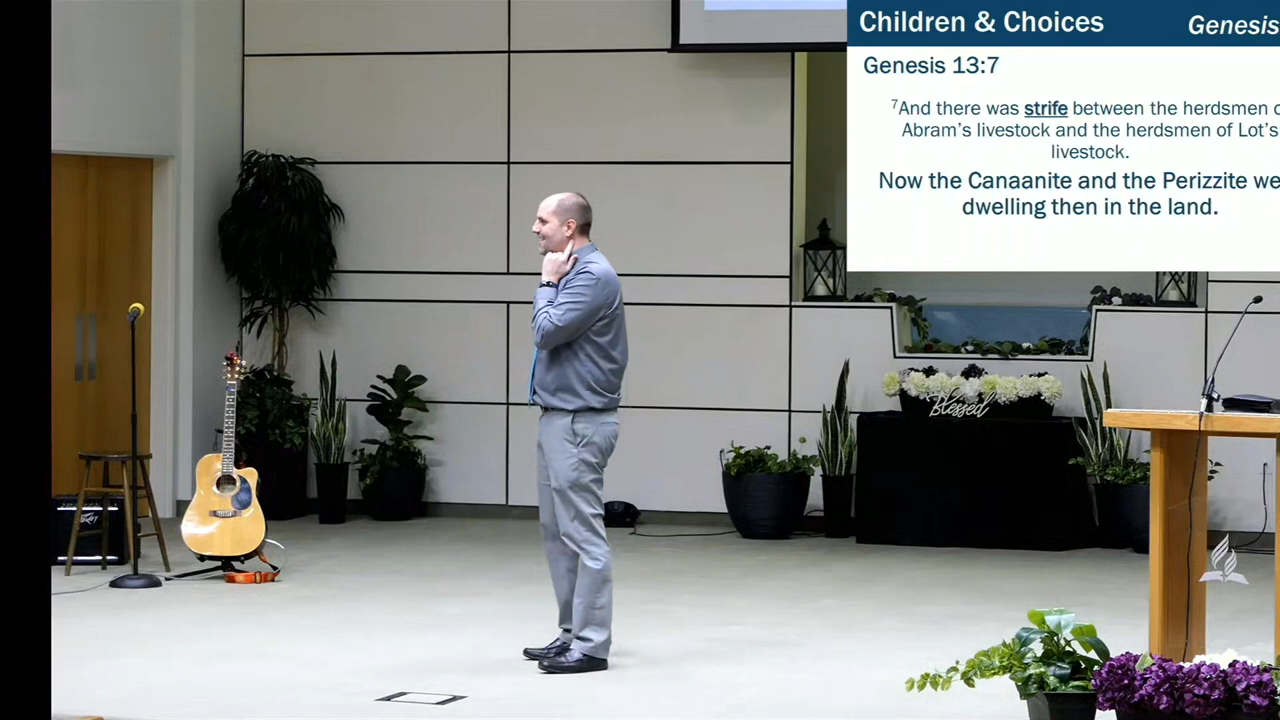 Children & Choices
Genesis
Genesis 13:7
7And there was strife between the herdsmen
Abram's livestock and the herdsmen of Lot's
livestock.
Now the Canaanite and the Perizzite
dwelling then in the land.
Blessed
PEAVEY